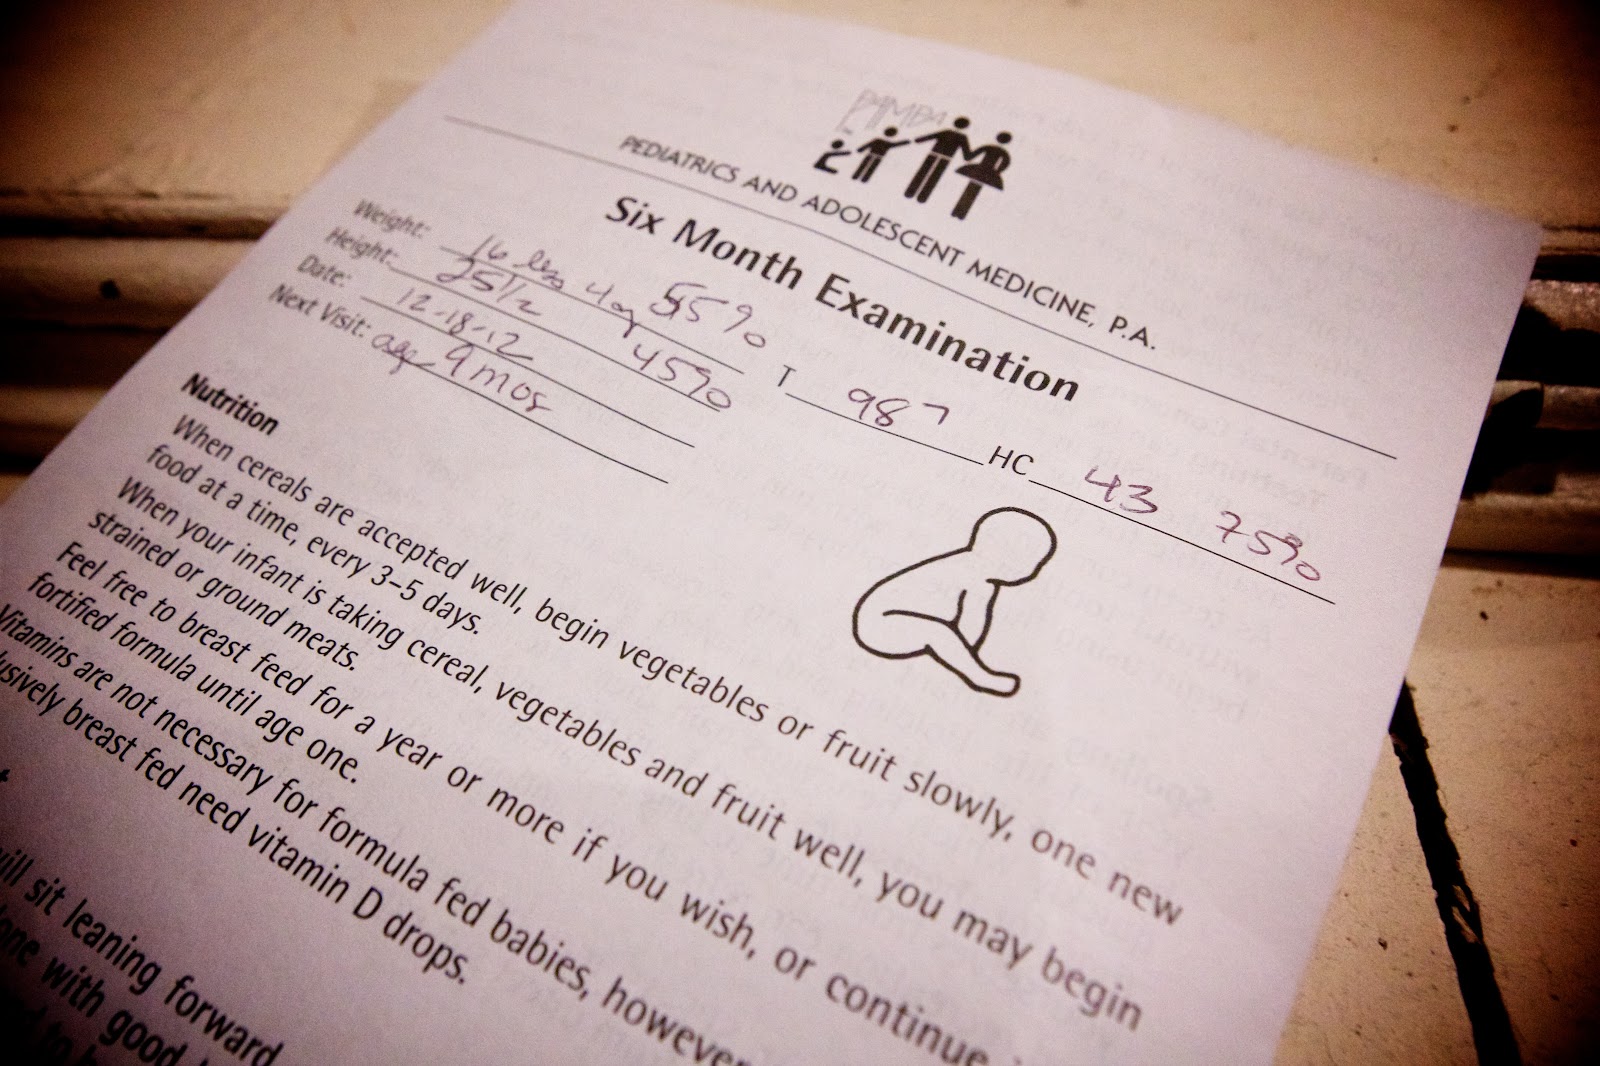 PAMPA
PEDIATRICS AND ADOLESCENT MEDICINE, P.A.
Six Month Examination
Weight: 16 lbs 4 oz 55%
Height: 25 1/2 45% T 987 HC 43 75%
Date: 12-18-12
Next Visit: age 9 mos
Nutrition
When cereals are accepted well, begin vegetables or fruit slowly, one new
food at a time, every 3–5 days.
When your infant is taking cereal, vegetables and fruit well, you may begin
strained or ground meats.
Feel free to breast feed for a year or more if you wish, or continue
fortified formula until age one.
Vitamins are not necessary for formula fed babies, however
breast fed need vitamin D drops.
sit leaning forward
with good